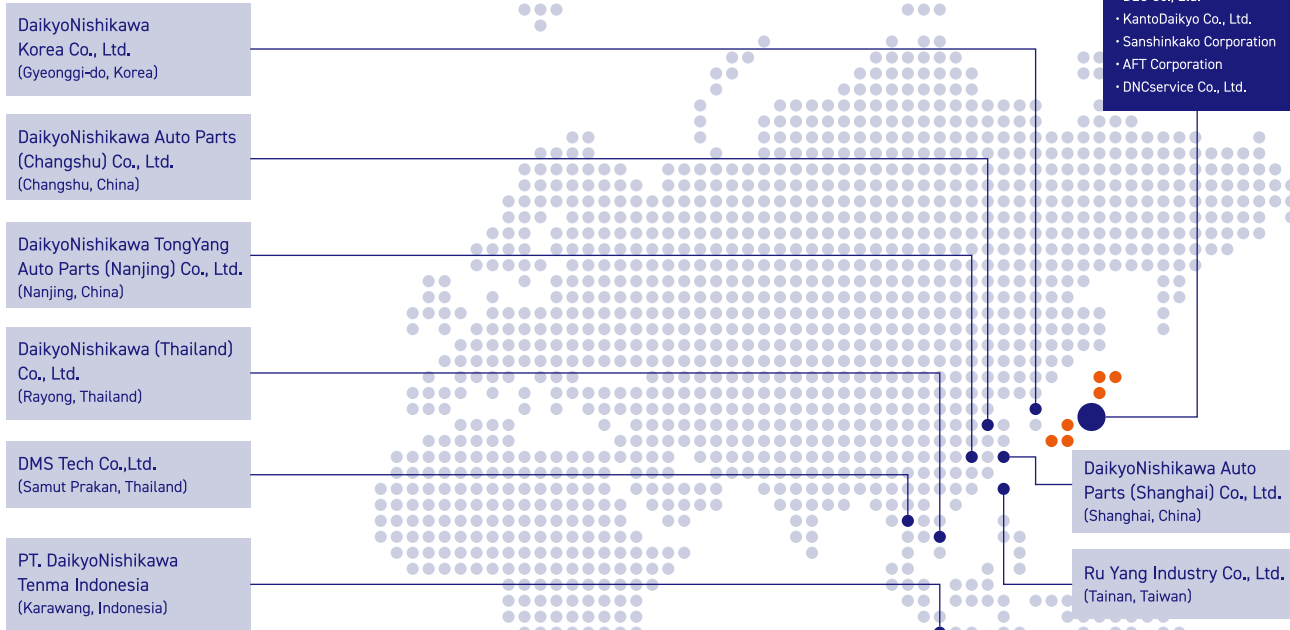 DaikyoNishikawa
Korea Co., Ltd.
(Gyeonggi-do, Korea)
DaikyoNishikawa Auto Parts
(Changshu) Co., Ltd.
(Changshu, China)
DaikyoNishikawa TongYang
Auto Parts (Nanjing) Co., Ltd.
(Nanjing, China)
DaikyoNishikawa (Thailand)
Co., Ltd.
(Rayong, Thailand)
DMS Tech Co.,Ltd.
(Samut Prakan, Thailand)
PT. DaikyoNishikawa
Tenma Indonesia
(Karawang, Indonesia)
・KantoDaikyo Co., Ltd.
・Sanshinkako Corporation
・AFT Corporation
・DNCservice Co., Ltd.
DaikyoNishikawa Auto
Parts (Shanghai) Co., Ltd.
(Shanghai, China)
Ru Yang Industry Co., Ltd.
(Tainan, Taiwan)